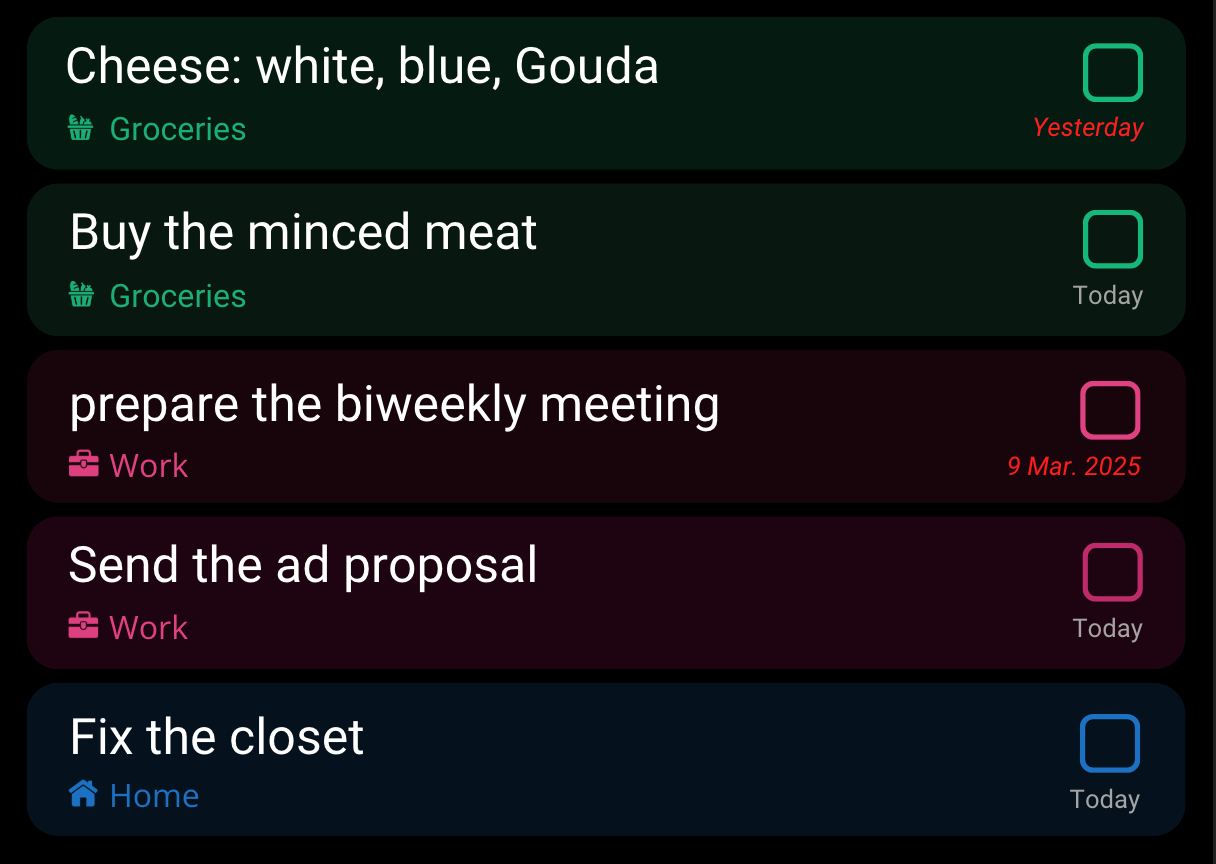 Cheese: white, blue, Gouda
Groceries
Yesterday
Buy the minced meat
Groceries
Today
prepare the biweekly meeting
Work
9 Mar. 2025
Send the ad proposal
Work
Today
Fix the closet
Home
Today